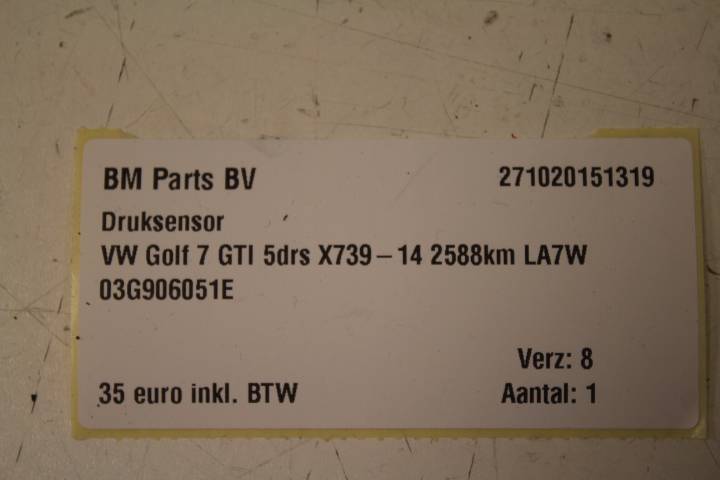 BM Parts BV 271020151319
Druksensor
VW Golf 7 GTI 5drs X739-14 2588km LA7W
03G906051E
Verz: 8
35 euro inkl. BTW Aantal: 1